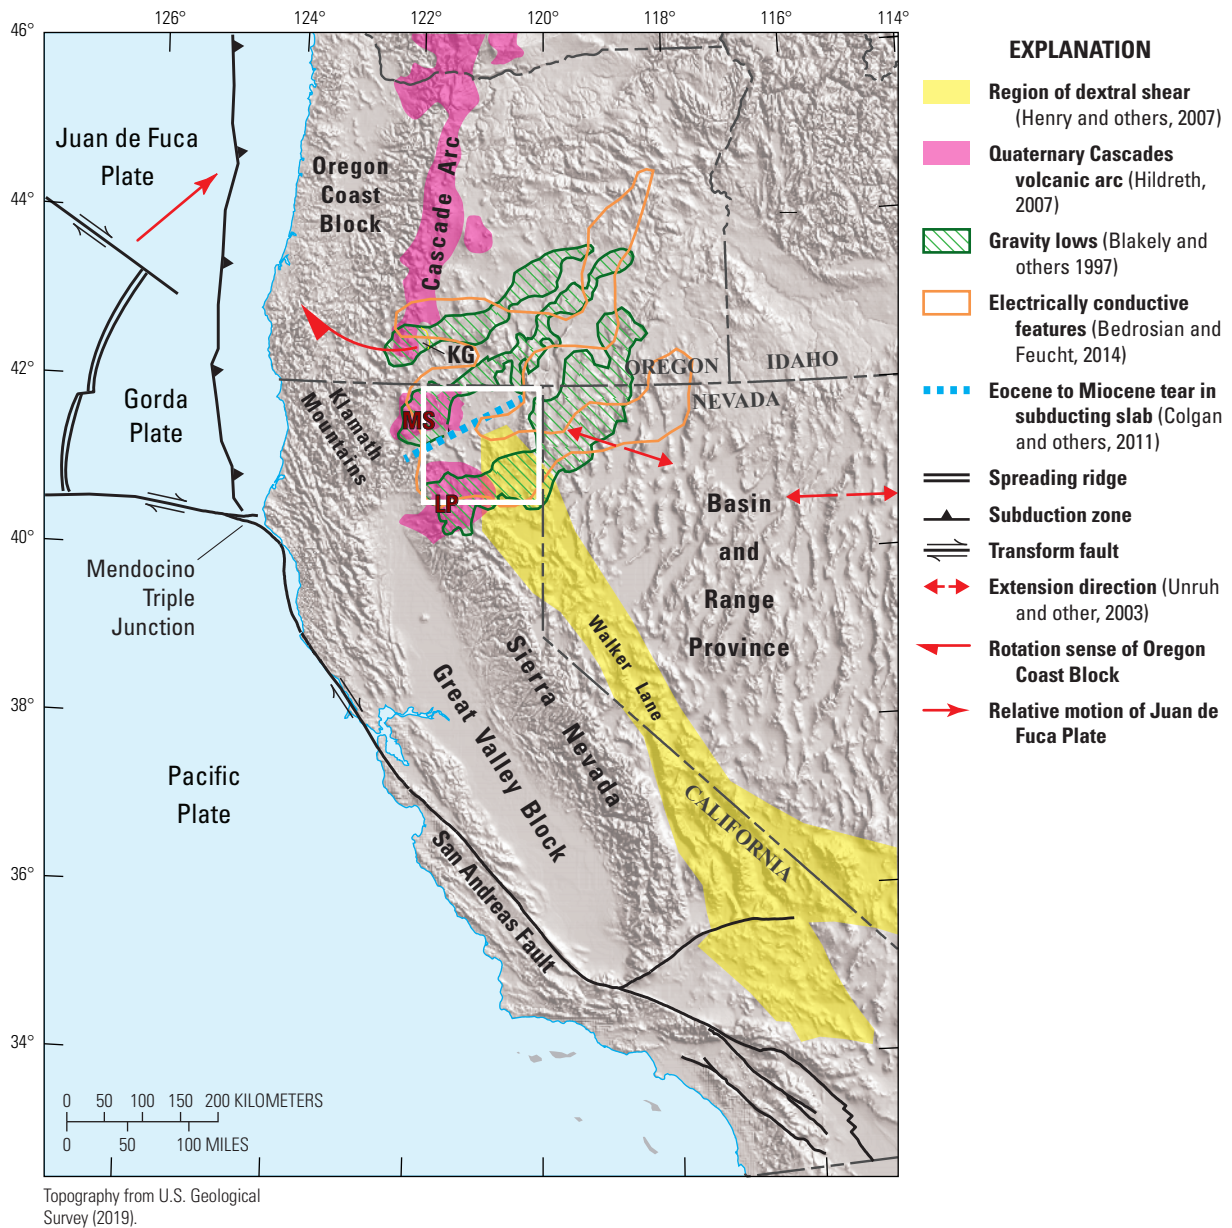 126°
124°
122°
120°
118°
116°
114°
46°
44°
42°
40°
38°
36°
34°
Juan de Fuca
Plate
Oregon
Coast
Block
Cascade Arc
KG
OREGON
IDAHO
NEVADA
Gorda
Plate
Klamath
Mountains
MS
LP
Basin
and
Range
Province
Mendocino
Triple
Junction
Walker Lane
Sierra Nevada
Great Valley Block
Pacific
Plate
CALIFORNIA
San Andreas Fault
0 50 100 150 200 KILOMETERS
0 50 100 MILES
Topography from U.S. Geological
Survey (2019).
EXPLANATION
Region of dextral shear
(Henry and others, 2007)
Quaternary Cascades
volcanic arc (Hildreth,
2007)
Gravity lows (Blakely and
others 1997)
Electrically conductive
features (Bedrosian and
Feucht, 2014)
Eocene to Miocene tear in
subducting slab (Colgan
and others, 2011)
Spreading ridge
Subduction zone
Transform fault
Extension direction (Unruh
and other, 2003)
Rotation sense of Oregon
Coast Block
Relative motion of Juan de
Fuca Plate